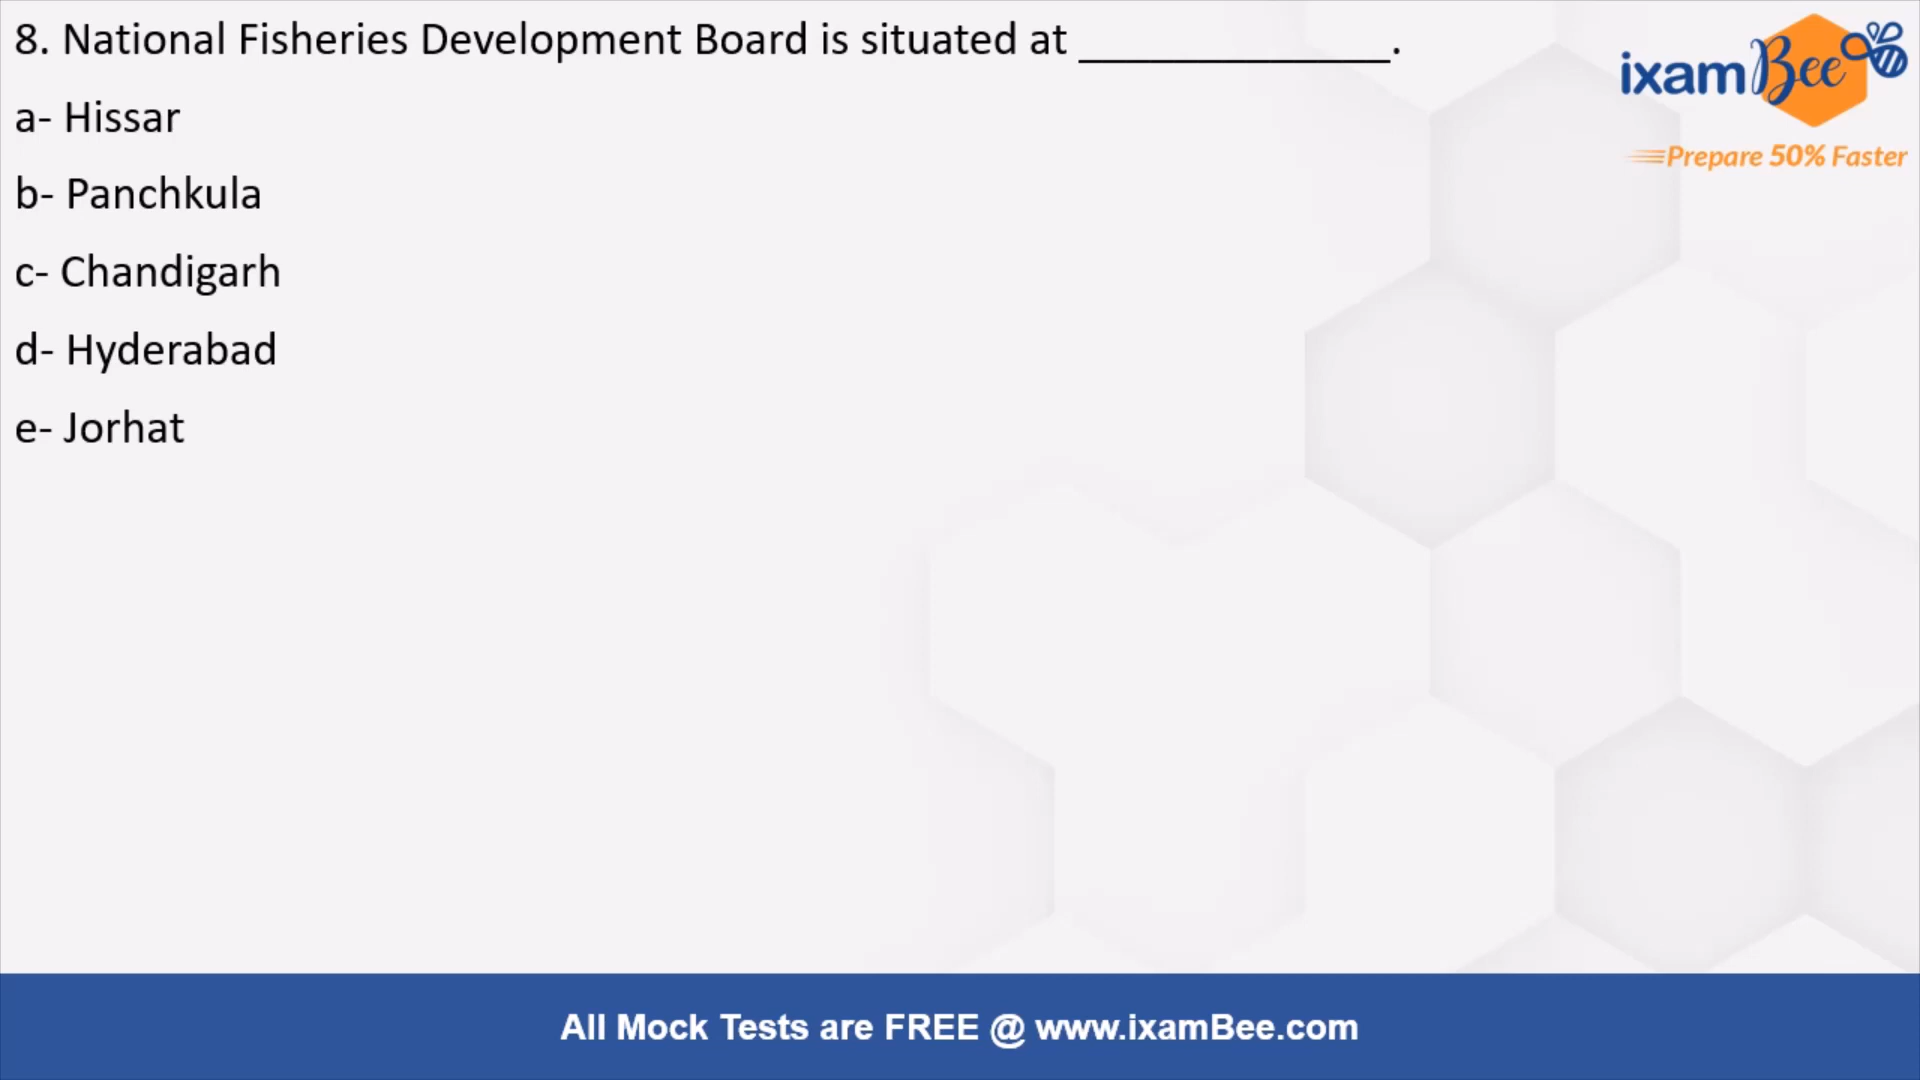 8. National Fisheries Development Board is situated at ______________.
a- Hissar
b- Panchkula
c- Chandigarh
d- Hyderabad
e- Jorhat
ixamBee
Prepare 50% Faster
All Mock Tests are FREE @ www.ixamBee.com